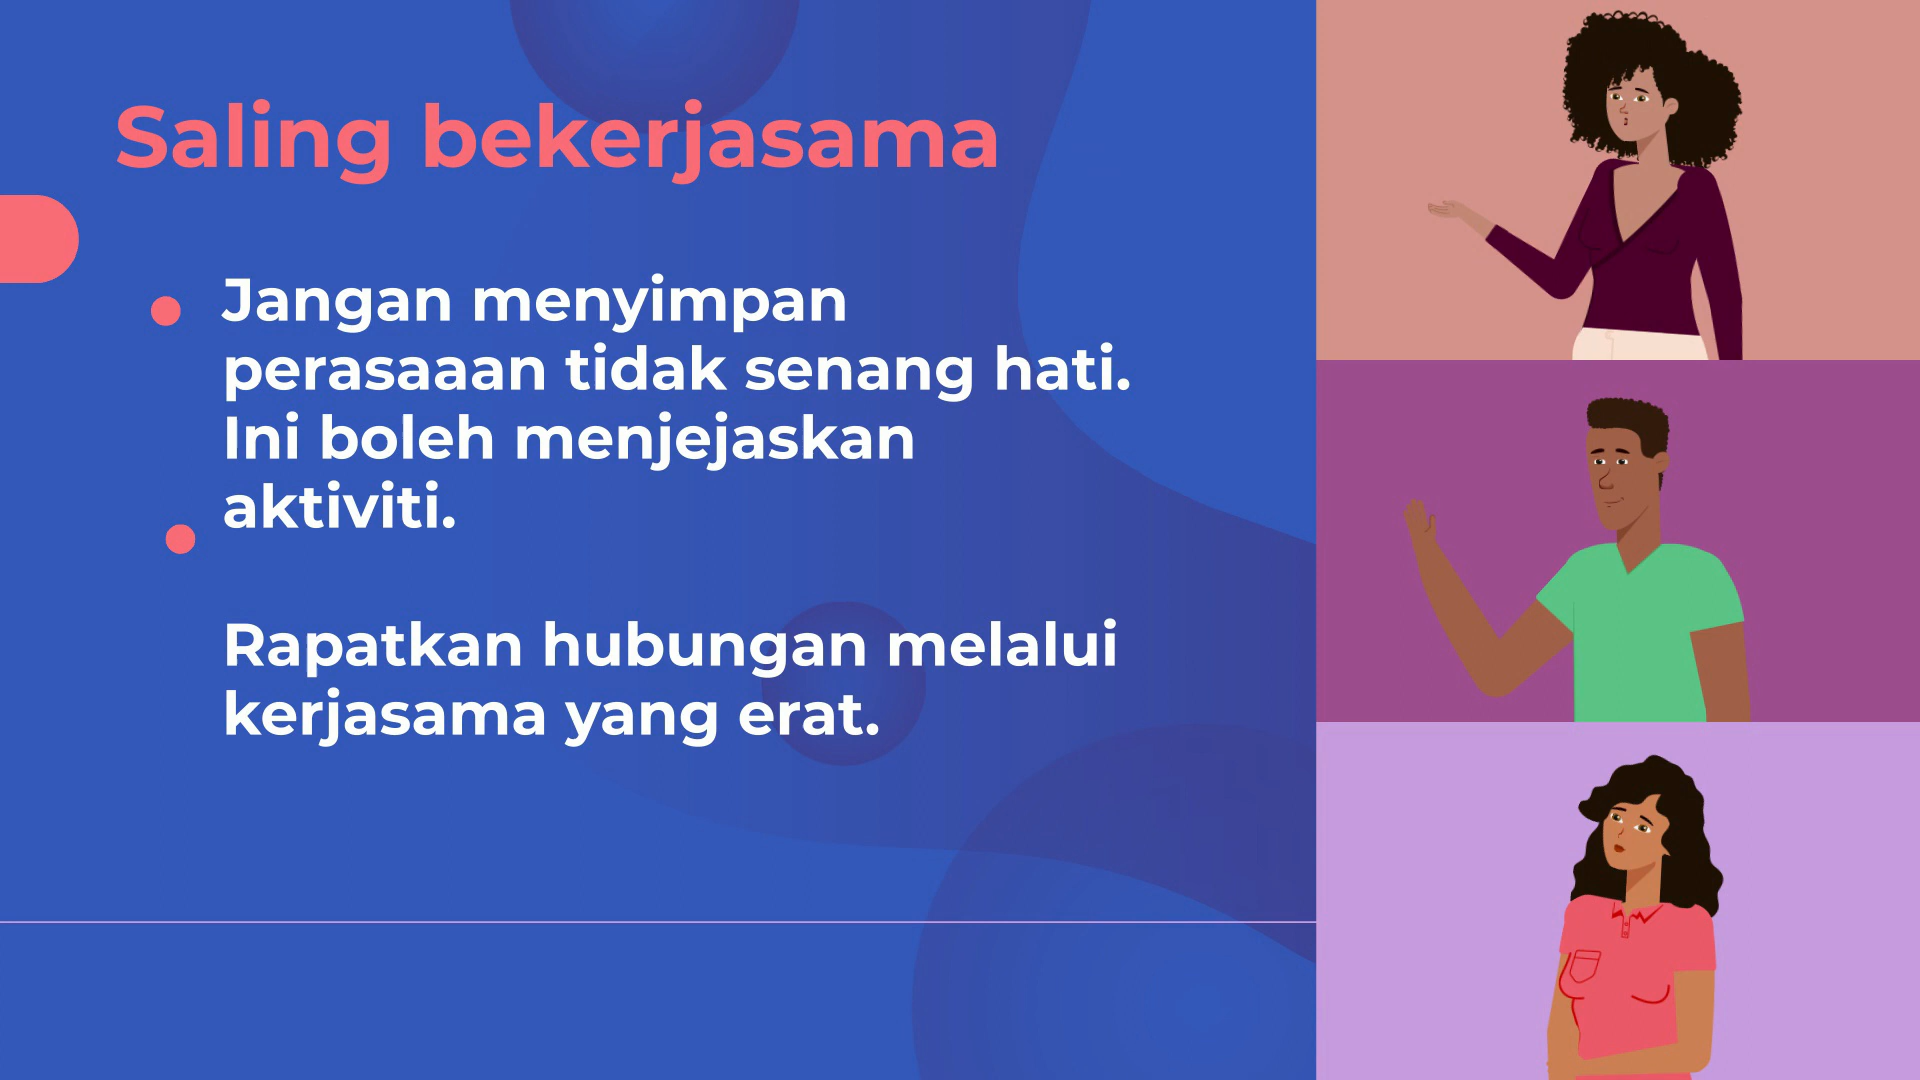 Saling bekerjasama
Jangan menyimpan
perasaaan tidak senang hati.
Ini boleh menjejaskan
aktiviti.
Rapatkan hubungan melalui
kerjasama yang erat.